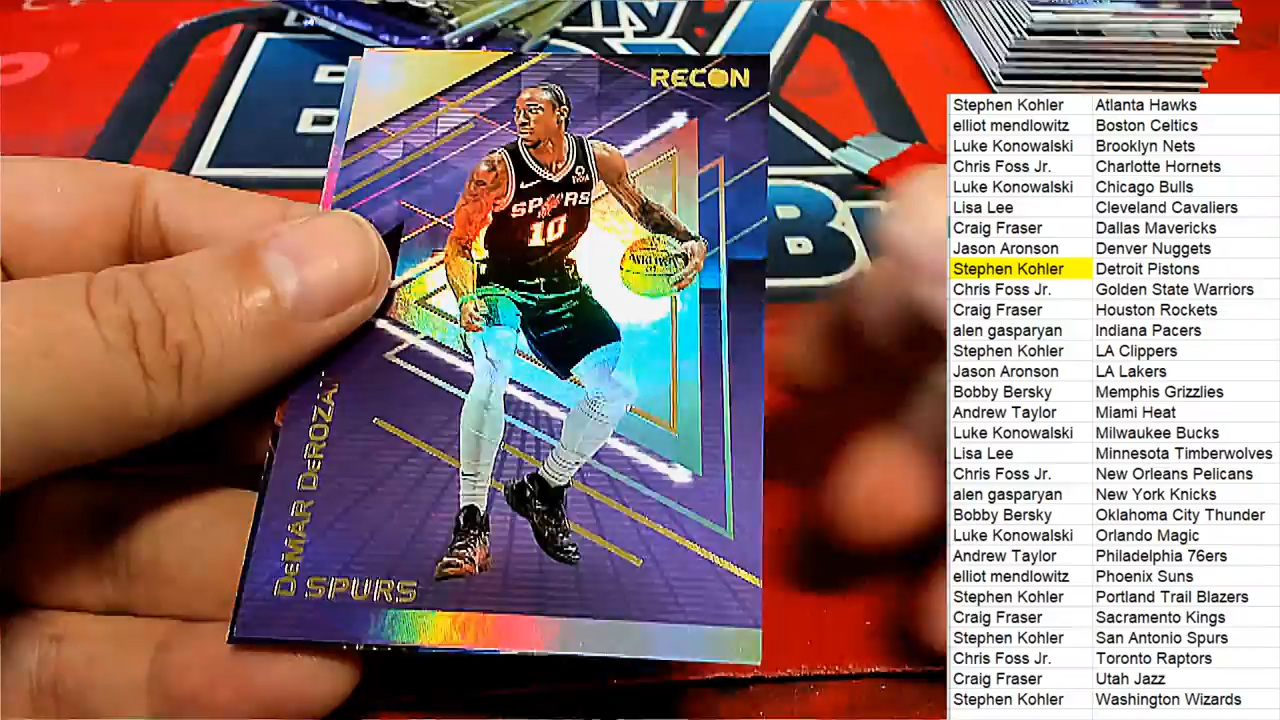 RECON
SPURS
10
DeMAR DeROZAN
SPURS
Stephen Kohler Atlanta Hawks
elliot mendlowitz Boston Celtics
Luke Konowalski Brooklyn Nets
Chris Foss Jr. Charlotte Hornets
Luke Konowalski Chicago Bulls
Lisa Lee Cleveland Cavaliers
Craig Fraser Dallas Mavericks
Jason Aronson Denver Nuggets
Stephen Kohler Detroit Pistons
Chris Foss Jr. Golden State Warriors
Craig Fraser Houston Rockets
alen gasparyan Indiana Pacers
Stephen Kohler LA Clippers
Jason Aronson LA Lakers
Bobby Bersky Memphis Grizzlies
Andrew Taylor Miami Heat
Luke Konowalski Milwaukee Bucks
Lisa Lee Minnesota Timberwolves
Chris Foss Jr. New Orleans Pelicans
alen gasparyan New York Knicks
Bobby Bersky Oklahoma City Thunder
Luke Konowalski Orlando Magic
Andrew Taylor Philadelphia 76ers
elliot mendlowitz Phoenix Suns
Stephen Kohler Portland Trail Blazers
Craig Fraser Sacramento Kings
Stephen Kohler San Antonio Spurs
Chris Foss Jr. Toronto Raptors
Craig Fraser Utah Jazz
Stephen Kohler Washington Wizards